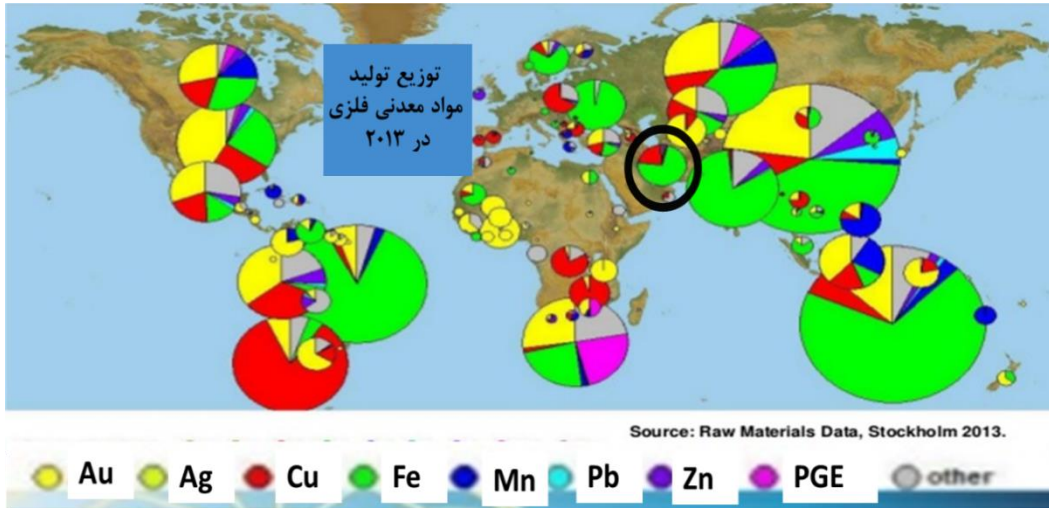 توزیع تولید
مواد معدنی فلزی
در ۲۰۱۳
Source: Raw Materials Data, Stockholm 2013.
Au Ag Cu Fe Mn Pb Zn PGE other